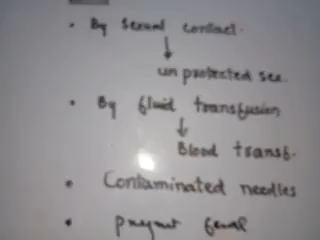 • By sexual contact.
↓
un protected sex.
• By fluid transfusion
↓
Blood transf.
• Contaminated needles
•